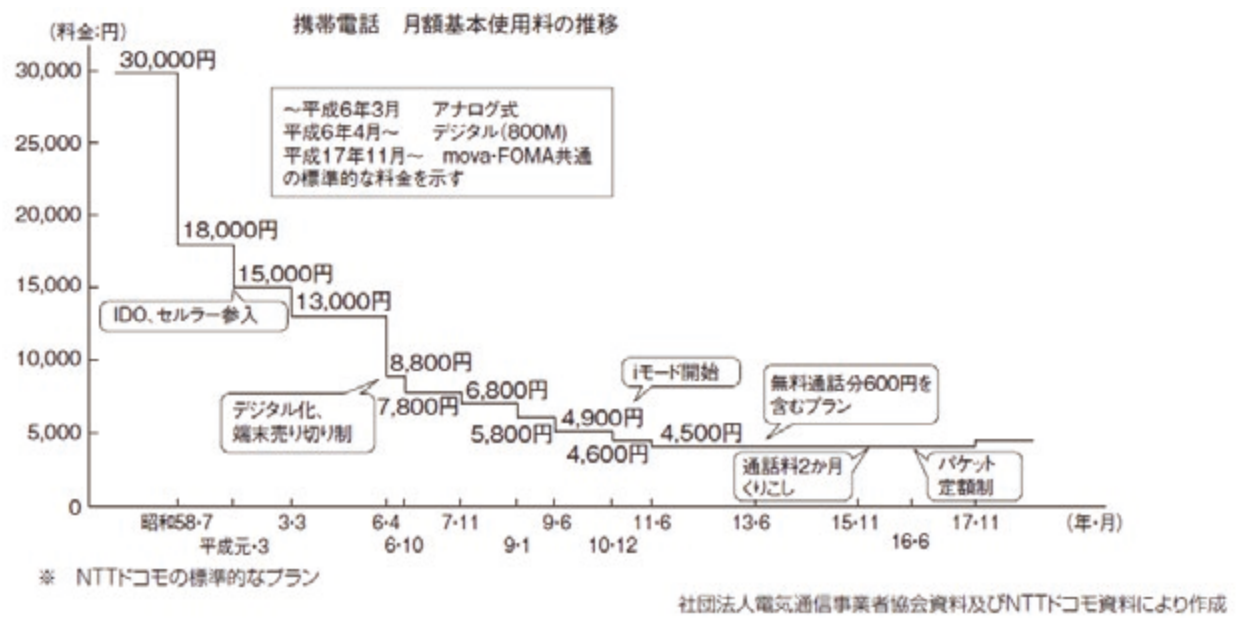 携帯電話　月額基本使用料の推移
(料金:円)
30,000
25,000
20,000
15,000
10,000
5,000
0
30,000円
～平成6年3月　アナログ式
平成6年4月～　デジタル(800M)
平成17年11月～　mova・FOMA共通
の標準的な料金を示す
18,000円
15,000円
IDO、セルラー参入
13,000円
8,800円
デジタル化、
端末売り切り制
7,800円
6,800円
5,800円
4,900円
4,600円
iモード開始
4,500円
無料通話分600円を
含むプラン
通話料2か月
くりこし
パケット
定額制
昭和58・7
平成元・3
3・3
6・4
6・10
7・11
9・1
9・6
10・12
11・6
13・6
15・11
16・6
17・11
(年・月)
※　NTTドコモの標準的なプラン
社団法人電気通信事業者協会資料及びNTTドコモ資料により作成